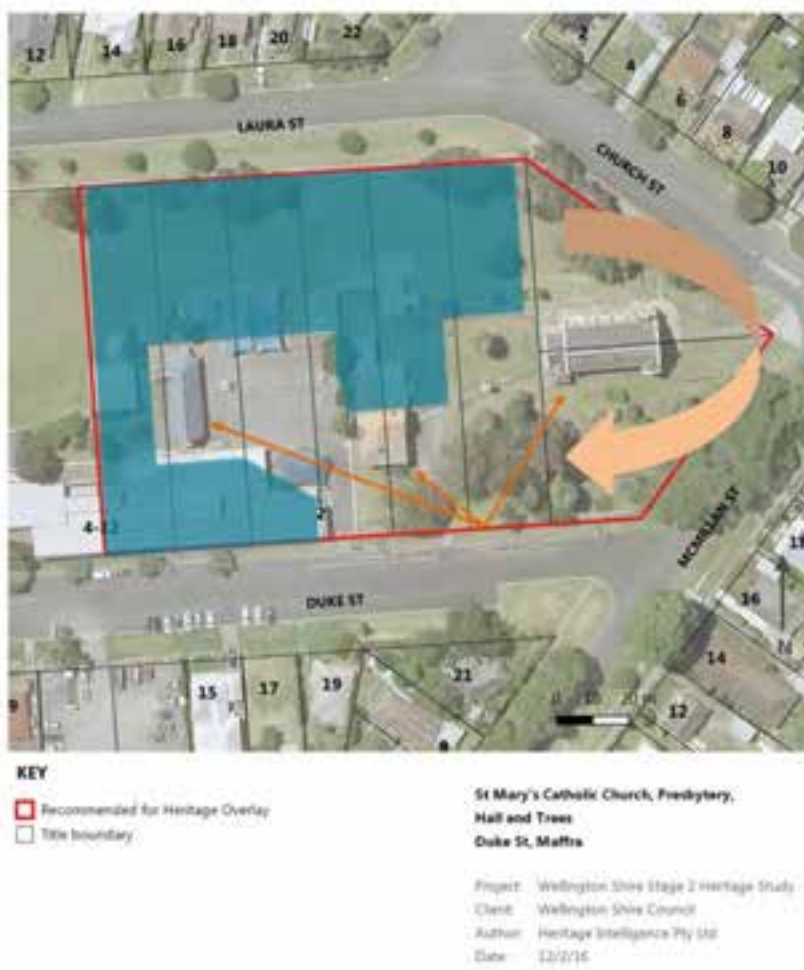 12
14
16
18
20
22
2
4
6
8
10
LAURA ST
CHURCH ST
MCMILLAN ST
DUKE ST
2
16
14
12
15
17
19
21
N
0 10 20 m
KEY
Recommended for Heritage Overlay
Title boundary
St Mary's Catholic Church, Presbytery,
Hall and Trees
Duke St, Maffra
Project: Wellington Shire Stage 2 Heritage Study
Client: Wellington Shire Council
Author: Heritage Intelligence Pty Ltd
Date: 12/2/16